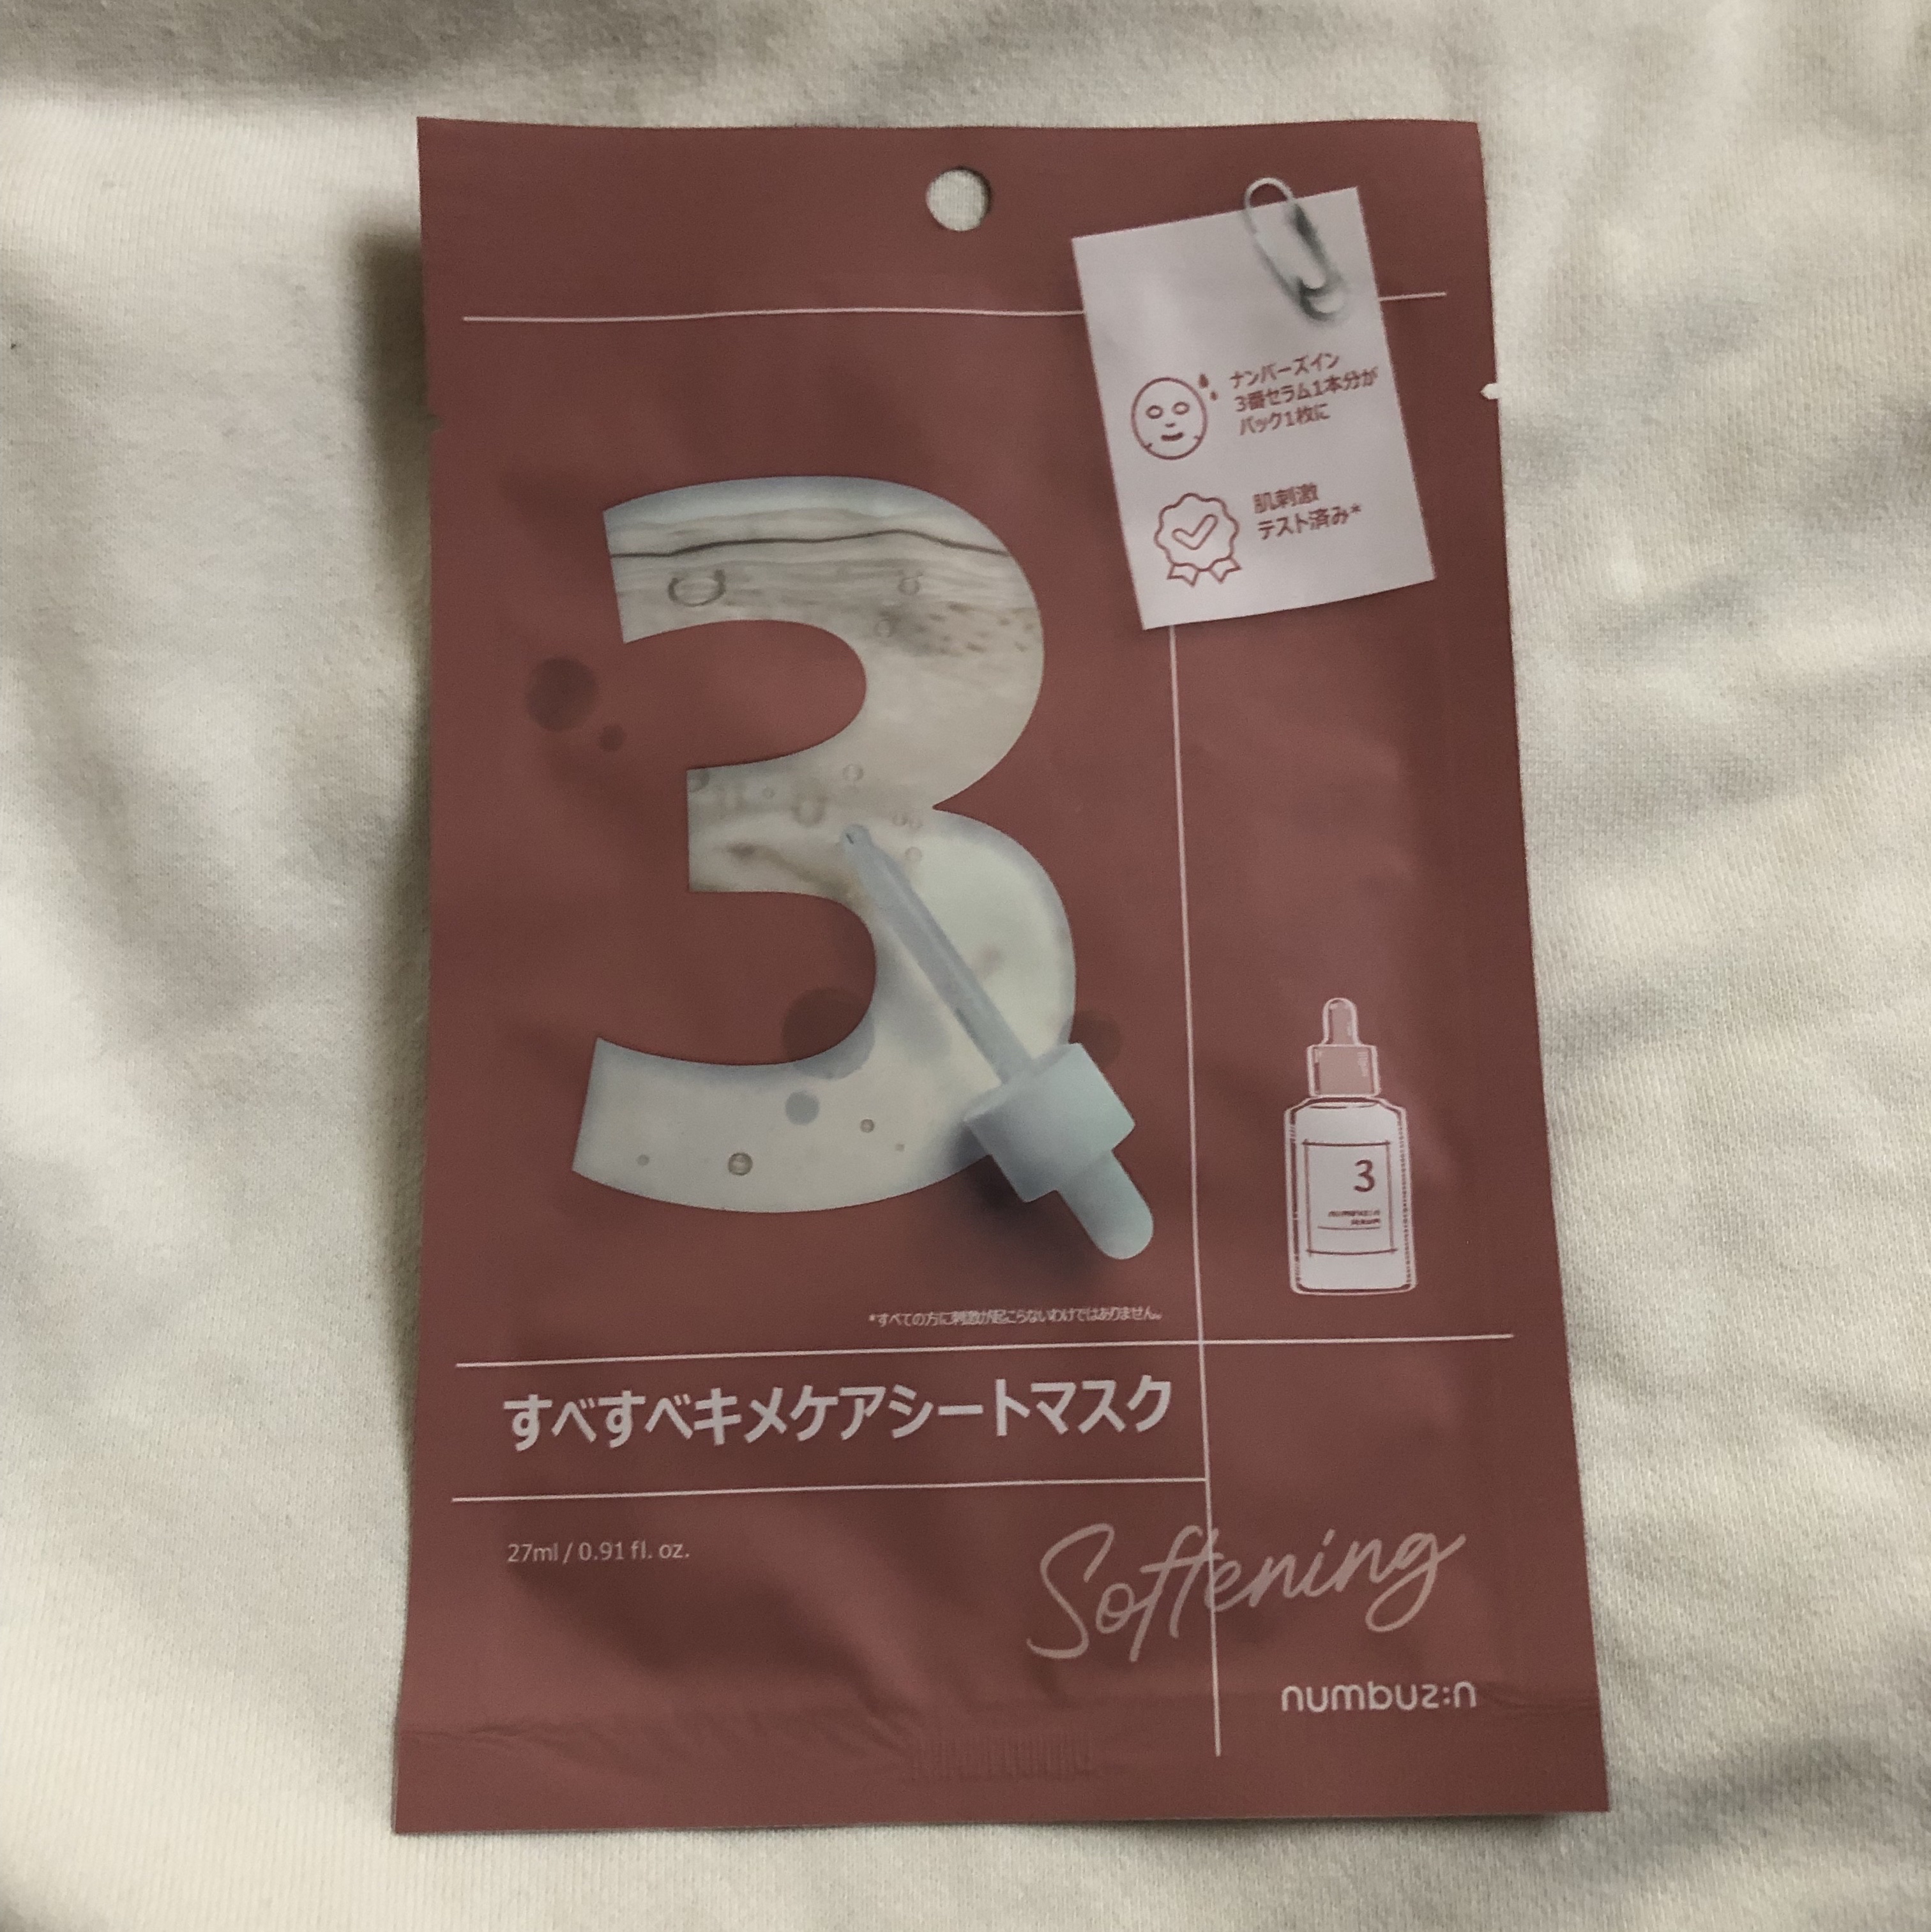 ナンバーズイン
3番セラム1本分が
パック1枚に
肌刺激
テスト済み*
3
3
numbuz:n
*すべての方に刺激が起こらないわけではありません。
すべすべキメケアシートマスク
27ml / 0.91 fl. oz.
Softening
numbuz:n